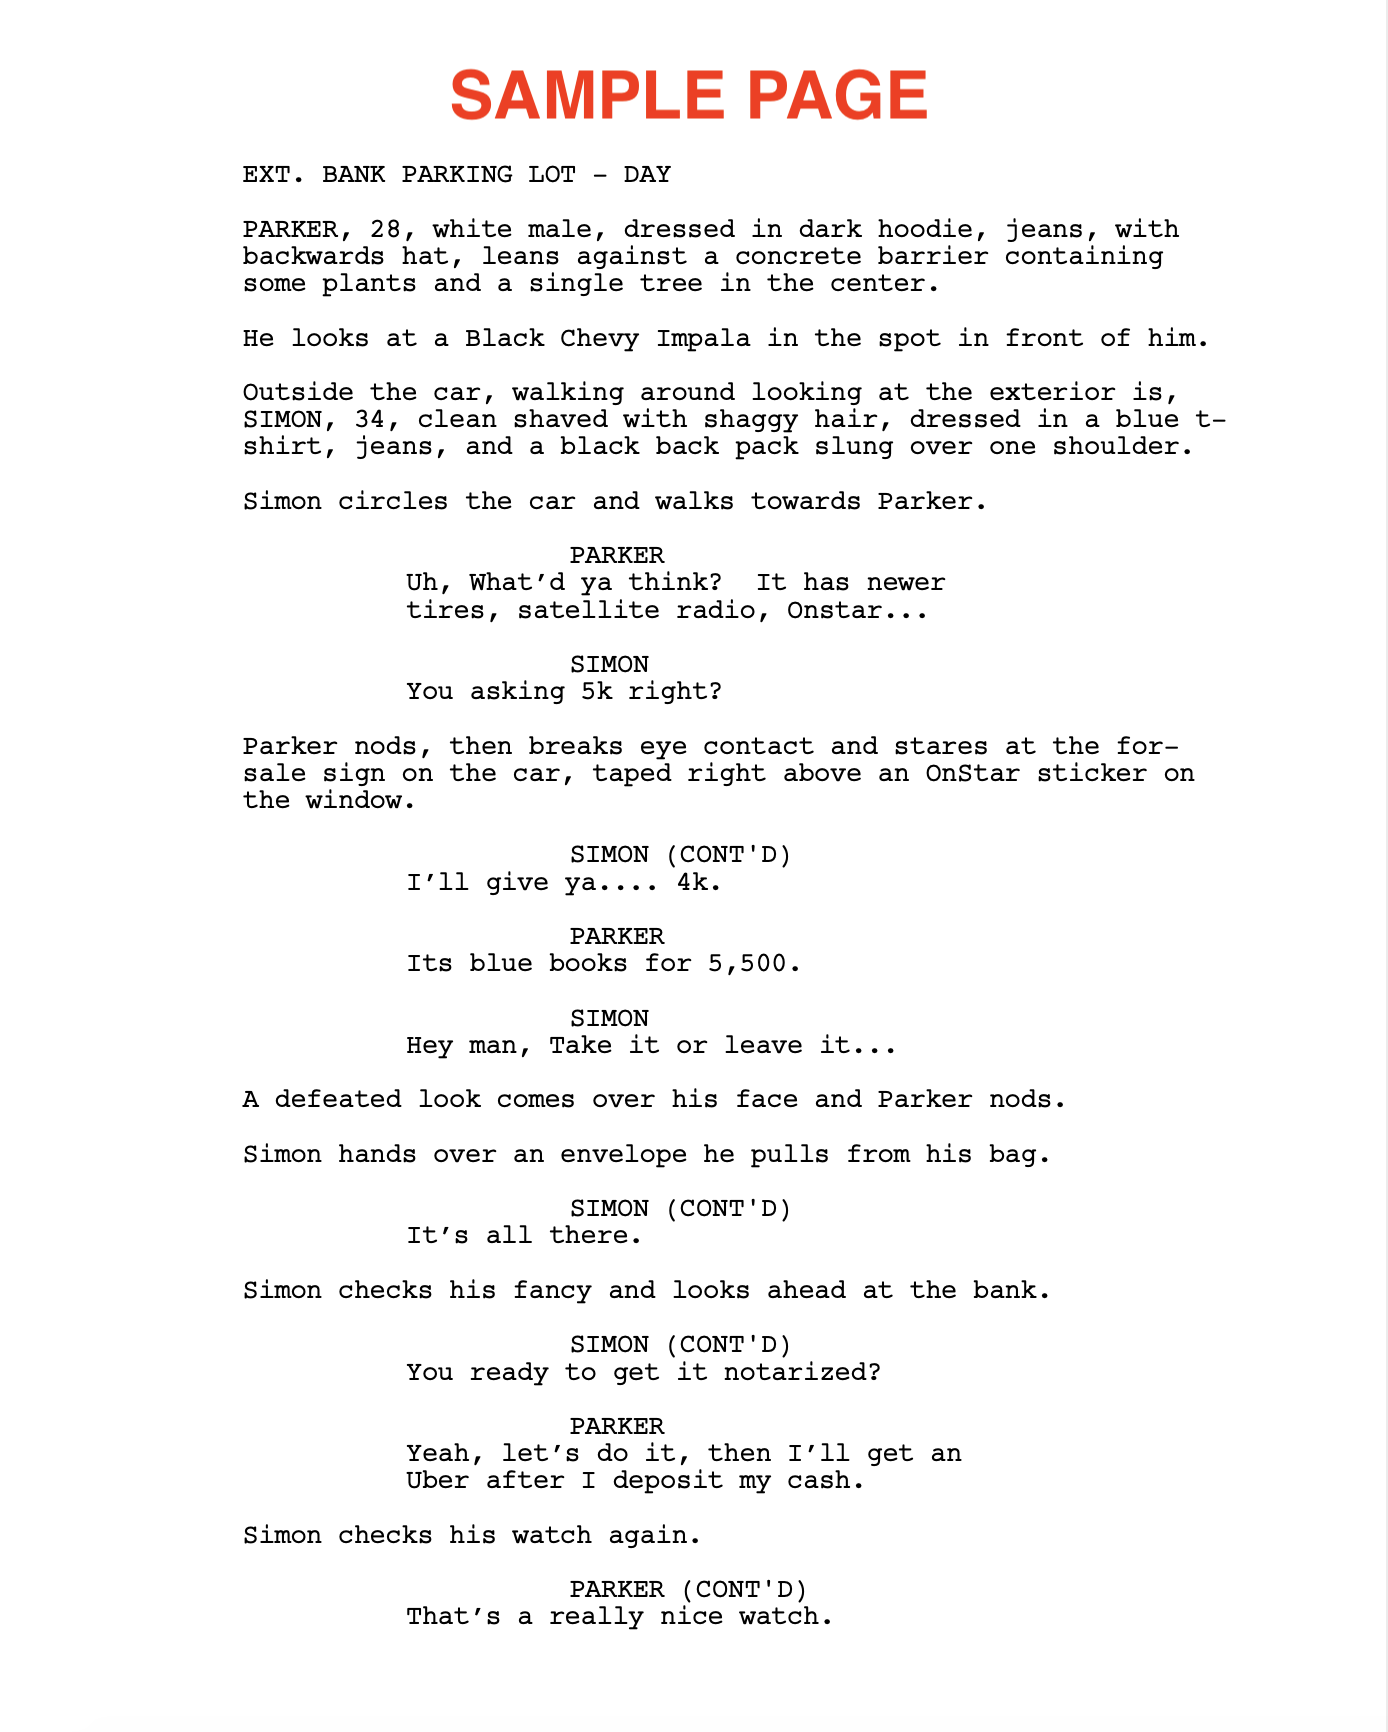 SAMPLE PAGE
EXT. BANK PARKING LOT - DAY
PARKER, 28, white male, dressed in dark hoodie, jeans, with
backwards hat, leans against a concrete barrier containing
some plants and a single tree in the center.
He looks at a Black Chevy Impala in the spot in front of him.
Outside the car, walking around looking at the exterior is,
SIMON, 34, clean shaved with shaggy hair, dressed in a blue t-
shirt, jeans, and a black back pack slung over one shoulder.
Simon circles the car and walks towards Parker.
PARKER
Uh, What’d ya think?  It has newer
tires, satellite radio, Onstar...
SIMON
You asking 5k right?
Parker nods, then breaks eye contact and stares at the for-
sale sign on the car, taped right above an OnStar sticker on
the window.
SIMON (CONT'D)
I’ll give ya.... 4k.
PARKER
Its blue books for 5,500.
SIMON
Hey man, Take it or leave it...
A defeated look comes over his face and Parker nods.
Simon hands over an envelope he pulls from his bag.
SIMON (CONT'D)
It’s all there.
Simon checks his fancy and looks ahead at the bank.
SIMON (CONT'D)
You ready to get it notarized?
PARKER
Yeah, let’s do it, then I’ll get an
Uber after I deposit my cash.
Simon checks his watch again.
PARKER (CONT'D)
That’s a really nice watch.